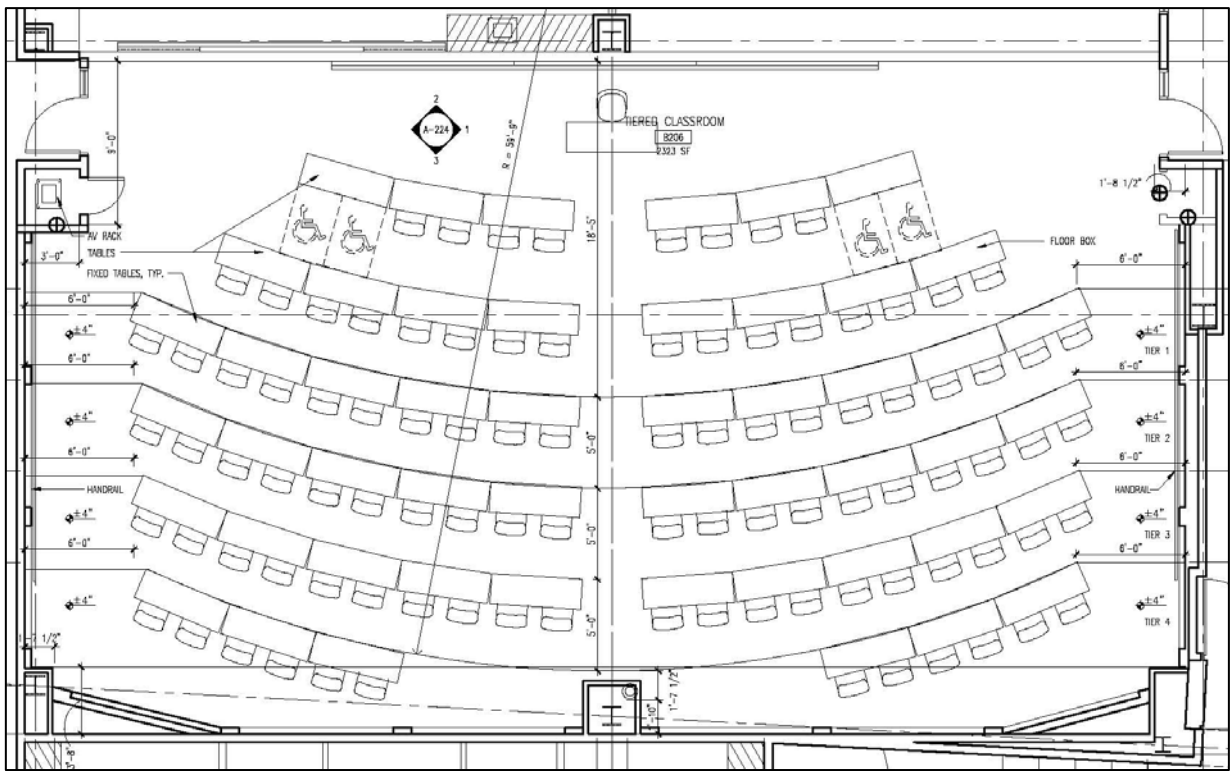 2
A-224
1
3
TIERED CLASSROOM
B206
2323 SF
R = 59'-9"
9'-0"
18'-5"
1'-8 1/2"
AV RACK
TABLES
FIXED TABLES, TYP.
FLOOR BOX
3'-0"
6'-0"
6'-0"
±4"
±4"
TIER 1
6'-0"
6'-0"
±4"
±4"
TIER 2
5'-0"
6'-0"
6'-0"
HANDRAIL
HANDRAIL
±4"
±4"
TIER 3
5'-0"
6'-0"
6'-0"
±4"
±4"
TIER 4
5'-0"
1'-7 1/2"
1'-7 1/2"
3'-8"